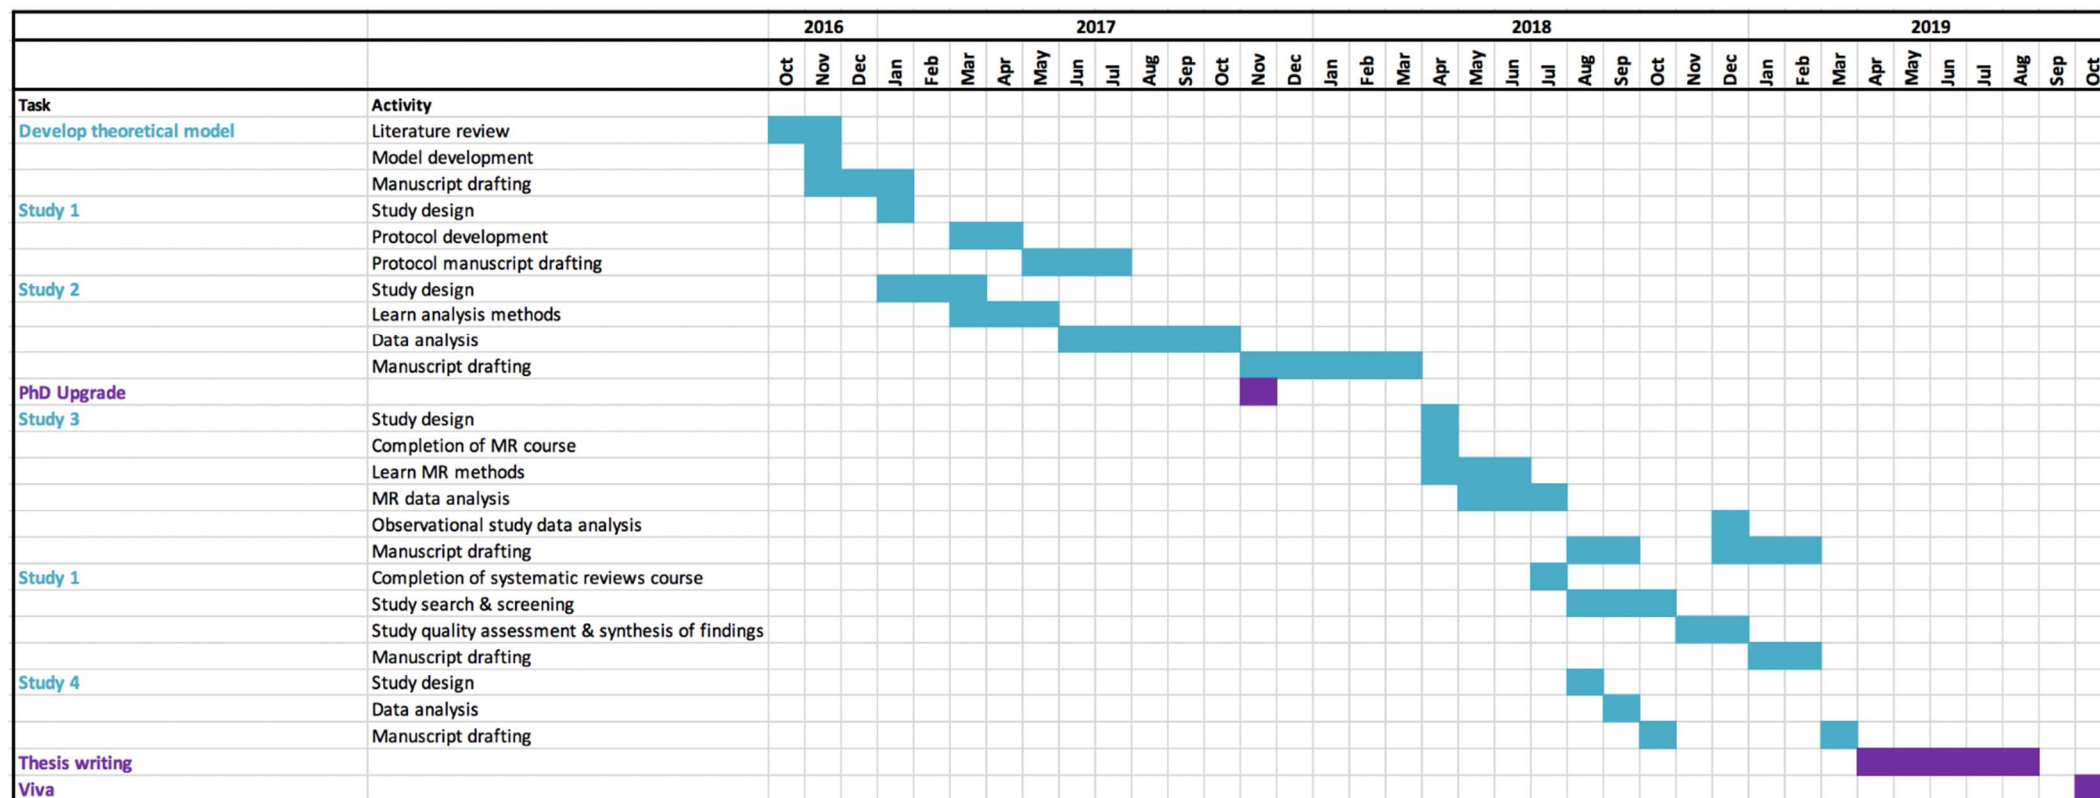 2016 2017 2018 2019
Oct Nov Dec Jan Feb Mar Apr May Jun Jul Aug Sep Oct Nov Dec Jan Feb Mar Apr May Jun Jul Aug Sep Oct Nov Dec Jan Feb Mar Apr May Jun Jul Aug Sep Oct
Task Activity
Develop theoretical model Literature review
Model development
Manuscript drafting
Study 1 Study design
Protocol development
Protocol manuscript drafting
Study 2 Study design
Learn analysis methods
Data analysis
Manuscript drafting
PhD Upgrade
Study 3 Study design
Completion of MR course
Learn MR methods
MR data analysis
Observational study data analysis
Manuscript drafting
Study 1 Completion of systematic reviews course
Study search & screening
Study quality assessment & synthesis of findings
Manuscript drafting
Study 4 Study design
Data analysis
Manuscript drafting
Thesis writing
Viva